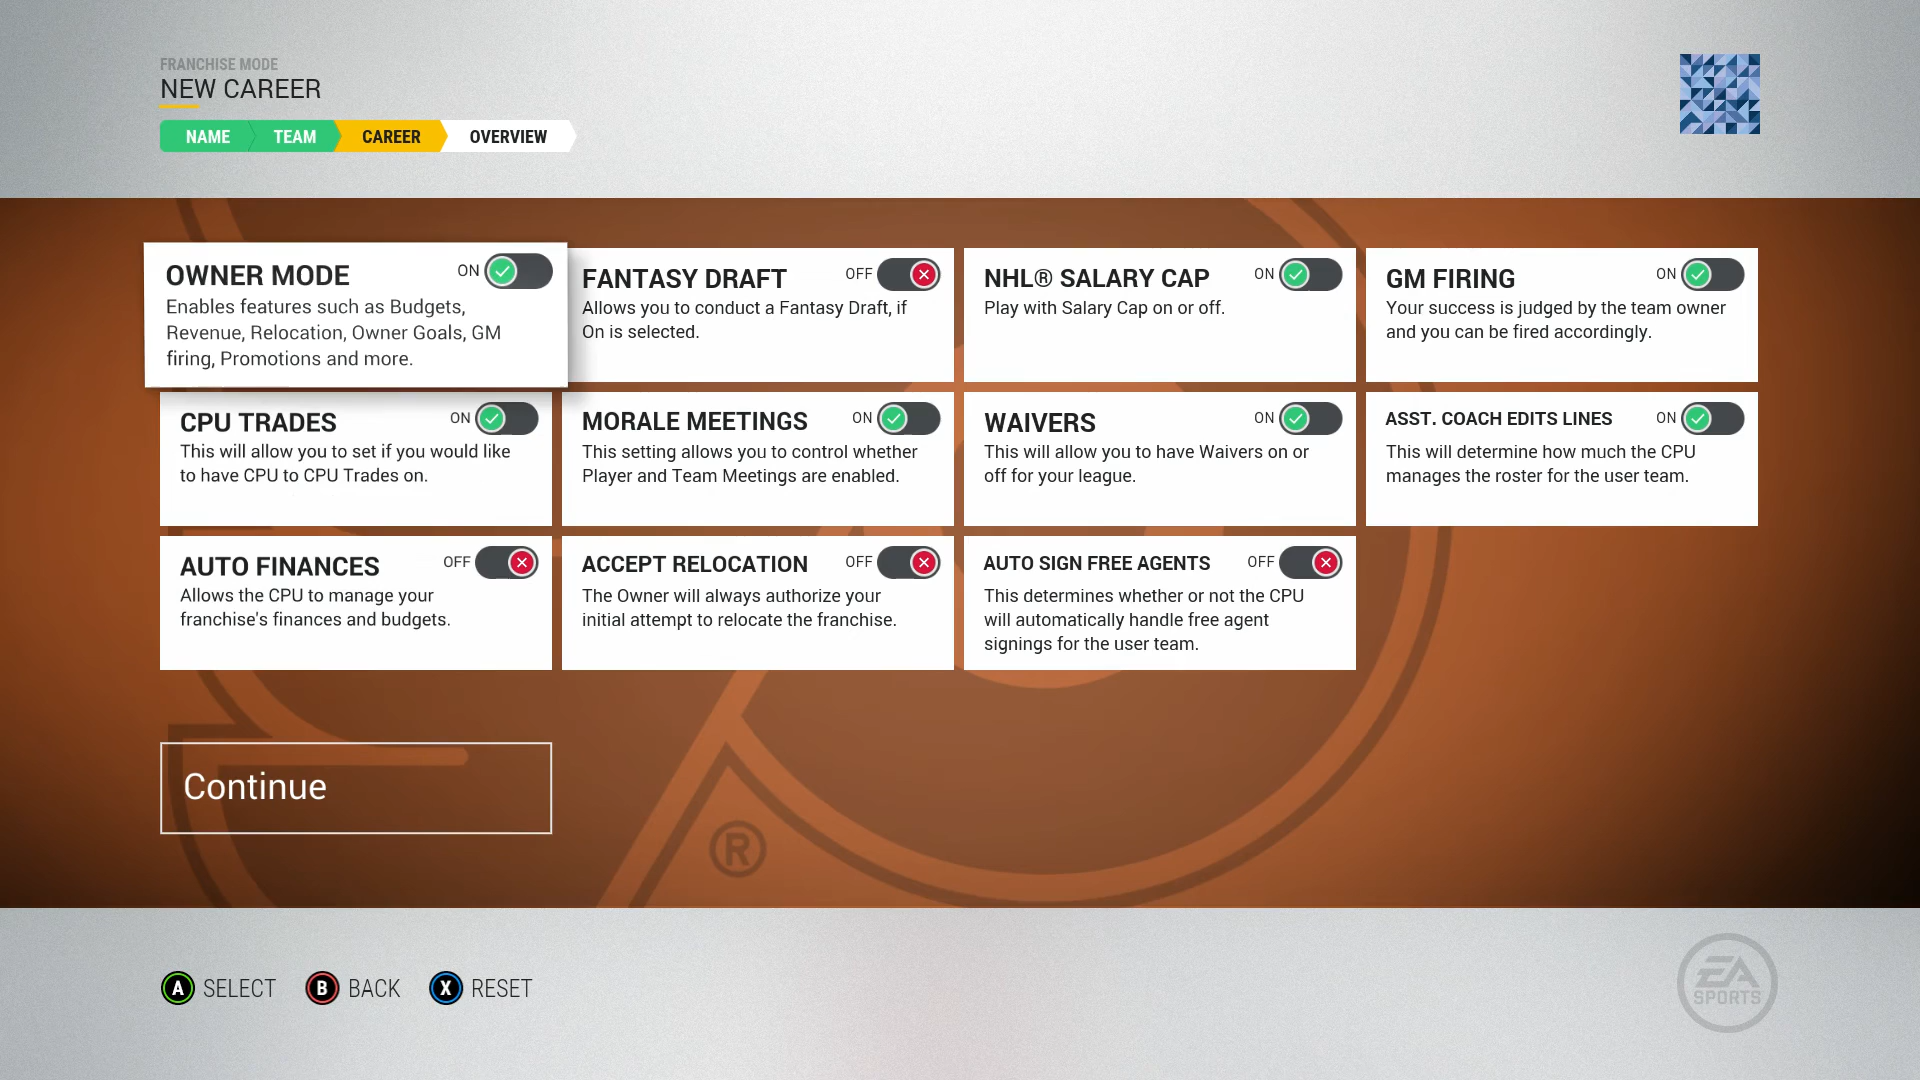 FRANCHISE MODE
NEW CAREER
NAME
TEAM
CAREER
OVERVIEW
OWNER MODE
ON
Enables features such as Budgets,
Revenue, Relocation, Owner Goals, GM
firing, Promotions and more.
FANTASY DRAFT
OFF
Allows you to conduct a Fantasy Draft, if
On is selected.
NHL® SALARY CAP
ON
Play with Salary Cap on or off.
GM FIRING
ON
Your success is judged by the team owner
and you can be fired accordingly.
CPU TRADES
ON
This will allow you to set if you would like
to have CPU to CPU Trades on.
MORALE MEETINGS
ON
This setting allows you to control whether
Player and Team Meetings are enabled.
WAIVERS
ON
This will allow you to have Waivers on or
off for your league.
ASST. COACH EDITS LINES
ON
This will determine how much the CPU
manages the roster for the user team.
AUTO FINANCES
OFF
Allows the CPU to manage your
franchise's finances and budgets.
ACCEPT RELOCATION
OFF
The Owner will always authorize your
initial attempt to relocate the franchise.
AUTO SIGN FREE AGENTS
OFF
This determines whether or not the CPU
will automatically handle free agent
signings for the user team.
Continue
®
A SELECT
B BACK
X RESET
EA
SPORTS